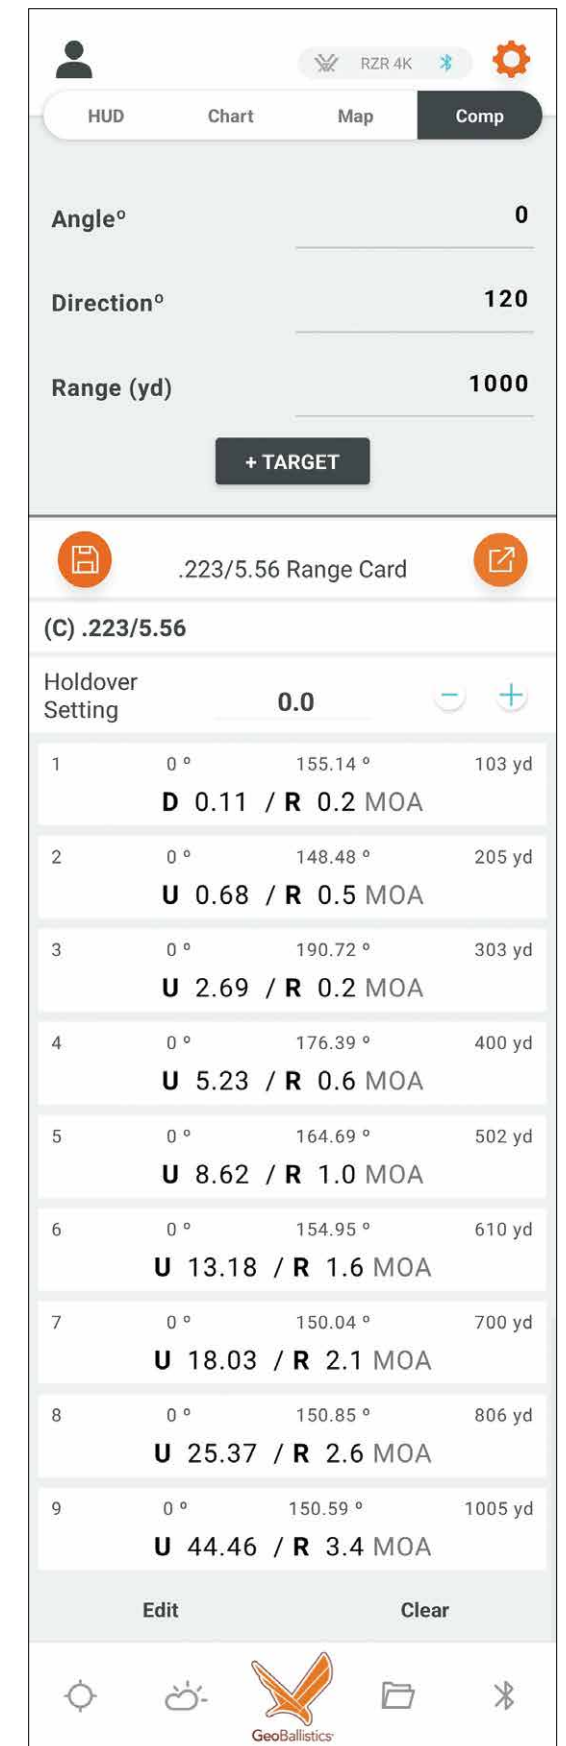 RZR 4K
HUD Chart Map Comp
Angleº 0
Directionº 120
Range (yd) 1000
+ TARGET
.223/5.56 Range Card
(C) .223/5.56
Holdover
Setting 0.0 − +
1 0 º 155.14 º 103 yd
D 0.11 / R 0.2 MOA
2 0 º 148.48 º 205 yd
U 0.68 / R 0.5 MOA
3 0 º 190.72 º 303 yd
U 2.69 / R 0.2 MOA
4 0 º 176.39 º 400 yd
U 5.23 / R 0.6 MOA
5 0 º 164.69 º 502 yd
U 8.62 / R 1.0 MOA
6 0 º 154.95 º 610 yd
U 13.18 / R 1.6 MOA
7 0 º 150.04 º 700 yd
U 18.03 / R 2.1 MOA
8 0 º 150.85 º 806 yd
U 25.37 / R 2.6 MOA
9 0 º 150.59 º 1005 yd
U 44.46 / R 3.4 MOA
Edit Clear
GeoBallistics